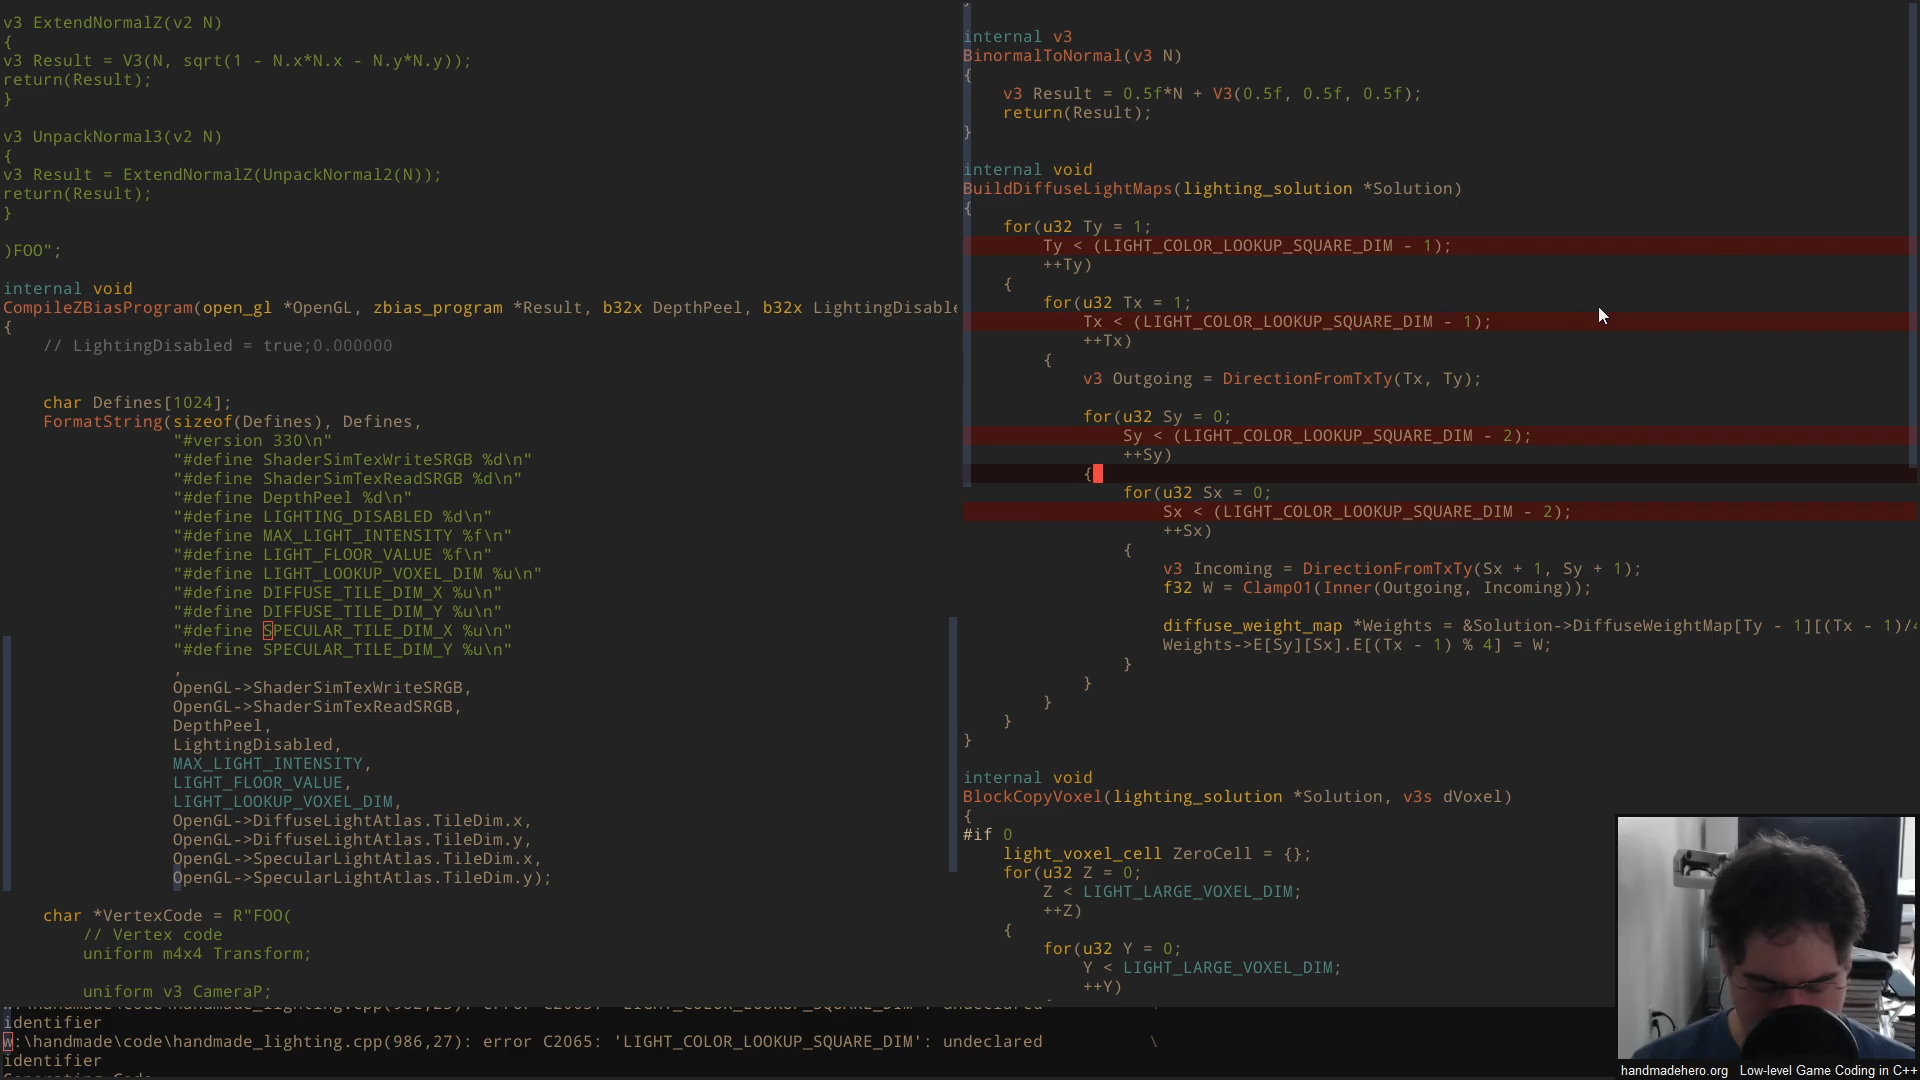 v3 ExtendNormalZ(v2 N)
{
v3 Result = V3(N, sqrt(1 - N.x*N.x - N.y*N.y));
return(Result);
}
v3 UnpackNormal3(v2 N)
{
v3 Result = ExtendNormalZ(UnpackNormal2(N));
return(Result);
}
)FOO";
internal void
CompileZBiasProgram(open_gl *OpenGL, zbias_program *Result, b32x DepthPeel, b32x LightingDisable
{
// LightingDisabled = true;0.000000
char Defines[1024];
FormatString(sizeof(Defines), Defines,
"#version 330\n"
"#define ShaderSimTexWriteSRGB %d\n"
"#define ShaderSimTexReadSRGB %d\n"
"#define DepthPeel %d\n"
"#define LIGHTING_DISABLED %d\n"
"#define MAX_LIGHT_INTENSITY %f\n"
"#define LIGHT_FLOOR_VALUE %f\n"
"#define LIGHT_LOOKUP_VOXEL_DIM %u\n"
"#define DIFFUSE_TILE_DIM_X %u\n"
"#define DIFFUSE_TILE_DIM_Y %u\n"
"#define SPECULAR_TILE_DIM_X %u\n"
"#define SPECULAR_TILE_DIM_Y %u\n"
,
OpenGL->ShaderSimTexWriteSRGB,
OpenGL->ShaderSimTexReadSRGB,
DepthPeel,
LightingDisabled,
MAX_LIGHT_INTENSITY,
LIGHT_FLOOR_VALUE,
LIGHT_LOOKUP_VOXEL_DIM,
OpenGL->DiffuseLightAtlas.TileDim.x,
OpenGL->DiffuseLightAtlas.TileDim.y,
OpenGL->SpecularLightAtlas.TileDim.x,
OpenGL->SpecularLightAtlas.TileDim.y);
char *VertexCode = R"FOO(
// Vertex code
uniform m4x4 Transform;
uniform v3 CameraP;
}
internal v3
BinormalToNormal(v3 N)
{
v3 Result = 0.5f*N + V3(0.5f, 0.5f, 0.5f);
return(Result);
}
internal void
BuildDiffuseLightMaps(lighting_solution *Solution)
{
for(u32 Ty = 1;
Ty < (LIGHT_COLOR_LOOKUP_SQUARE_DIM - 1);
++Ty)
{
for(u32 Tx = 1;
Tx < (LIGHT_COLOR_LOOKUP_SQUARE_DIM - 1);
++Tx)
{
v3 Outgoing = DirectionFromTxTy(Tx, Ty);
for(u32 Sy = 0;
Sy < (LIGHT_COLOR_LOOKUP_SQUARE_DIM - 2);
++Sy)
{
for(u32 Sx = 0;
Sx < (LIGHT_COLOR_LOOKUP_SQUARE_DIM - 2);
++Sx)
{
v3 Incoming = DirectionFromTxTy(Sx + 1, Sy + 1);
f32 W = Clamp01(Inner(Outgoing, Incoming));
diffuse_weight_map *Weights = &Solution->DiffuseWeightMap[Ty - 1][(Tx - 1)/4
Weights->E[Sy][Sx].E[(Tx - 1) % 4] = W;
}
}
}
}
}
internal void
BlockCopyVoxel(lighting_solution *Solution, v3s dVoxel)
{
#if 0
light_voxel_cell ZeroCell = {};
for(u32 Z = 0;
Z < LIGHT_LARGE_VOXEL_DIM;
++Z)
{
for(u32 Y = 0;
Y < LIGHT_LARGE_VOXEL_DIM;
++Y)
identifier
w:\handmade\code\handmade_lighting.cpp(986,27): error C2065: 'LIGHT_COLOR_LOOKUP_SQUARE_DIM': undeclared \
identifier
handmadehero.org Low-level Game Coding in C++